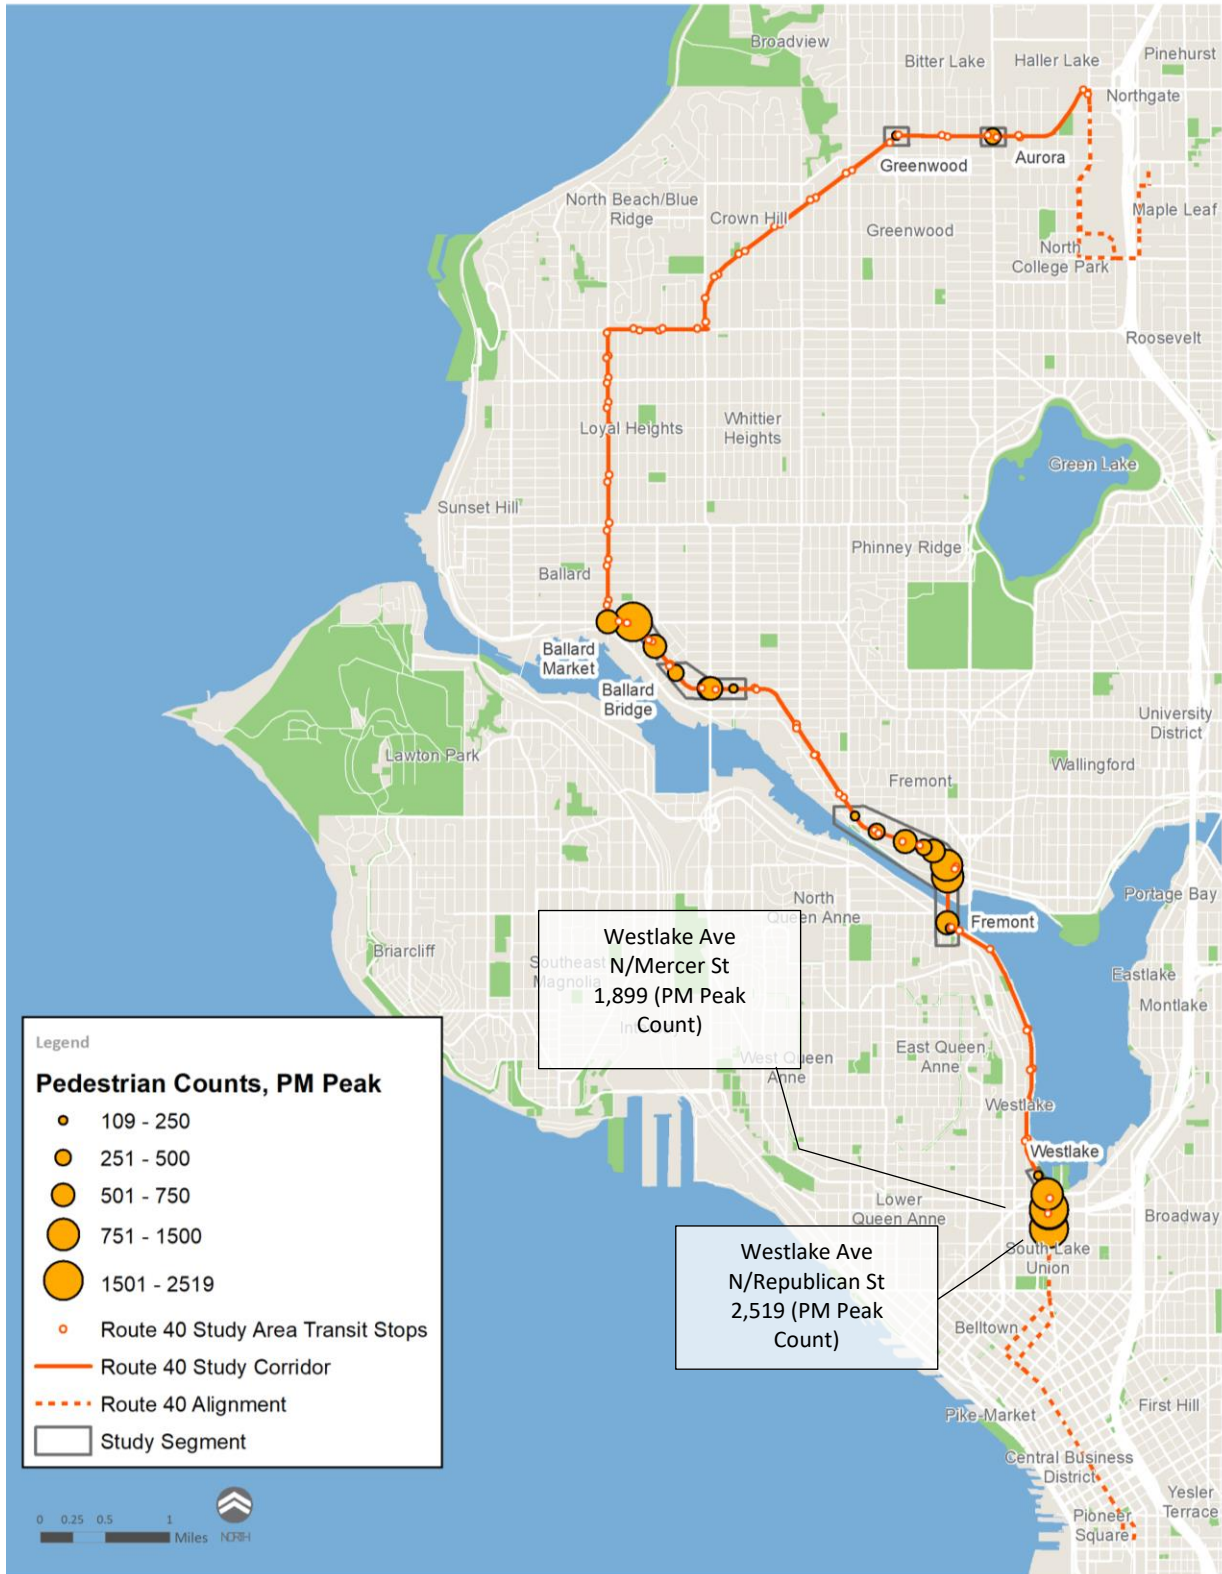 Broadview
Bitter Lake
Haller Lake
Pinehurst
Northgate
Greenwood
Aurora
North Beach/Blue
Ridge
Crown Hill
Greenwood
Maple Leaf
North
College Park
Roosevelt
Loyal Heights
Whittier
Heights
Green Lake
Sunset Hill
Phinney Ridge
Ballard
Ballard
Market
Ballard
Bridge
University
District
Lawton Park
Fremont
Wallingford
North
Queen Anne
Portage Bay
Fremont
Briarcliff
Southeast
Magnolia
Int
Eastlake
Montlake
Westlake Ave
N/Mercer St
1,899 (PM Peak
Count)
West Queen
Anne
East Queen
Anne
Westlake
Westlake
Lower
Queen Anne
Broadway
South Lake
Union
Westlake Ave
N/Republican St
2,519 (PM Peak
Count)
Belltown
First Hill
Pike-Market
Central Business
District
Yesler
Terrace
Pioneer
Square
Legend
Pedestrian Counts, PM Peak
109 - 250
251 - 500
501 - 750
751 - 1500
1501 - 2519
Route 40 Study Area Transit Stops
Route 40 Study Corridor
Route 40 Alignment
Study Segment
0 0.25 0.5 1
Miles
NORTH